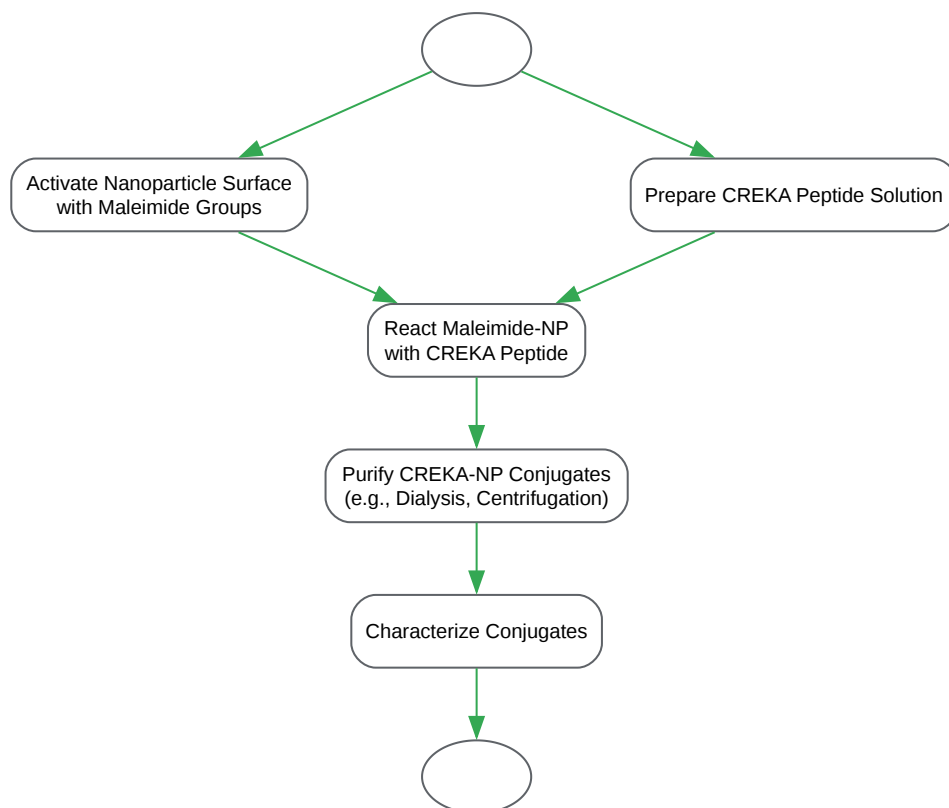 Activate Nanoparticle Surface
with Maleimide Groups
Prepare CREKA Peptide Solution
React Maleimide-NP
with CREKA Peptide
Purify CREKA-NP Conjugates
(e.g., Dialysis, Centrifugation)
Characterize Conjugates